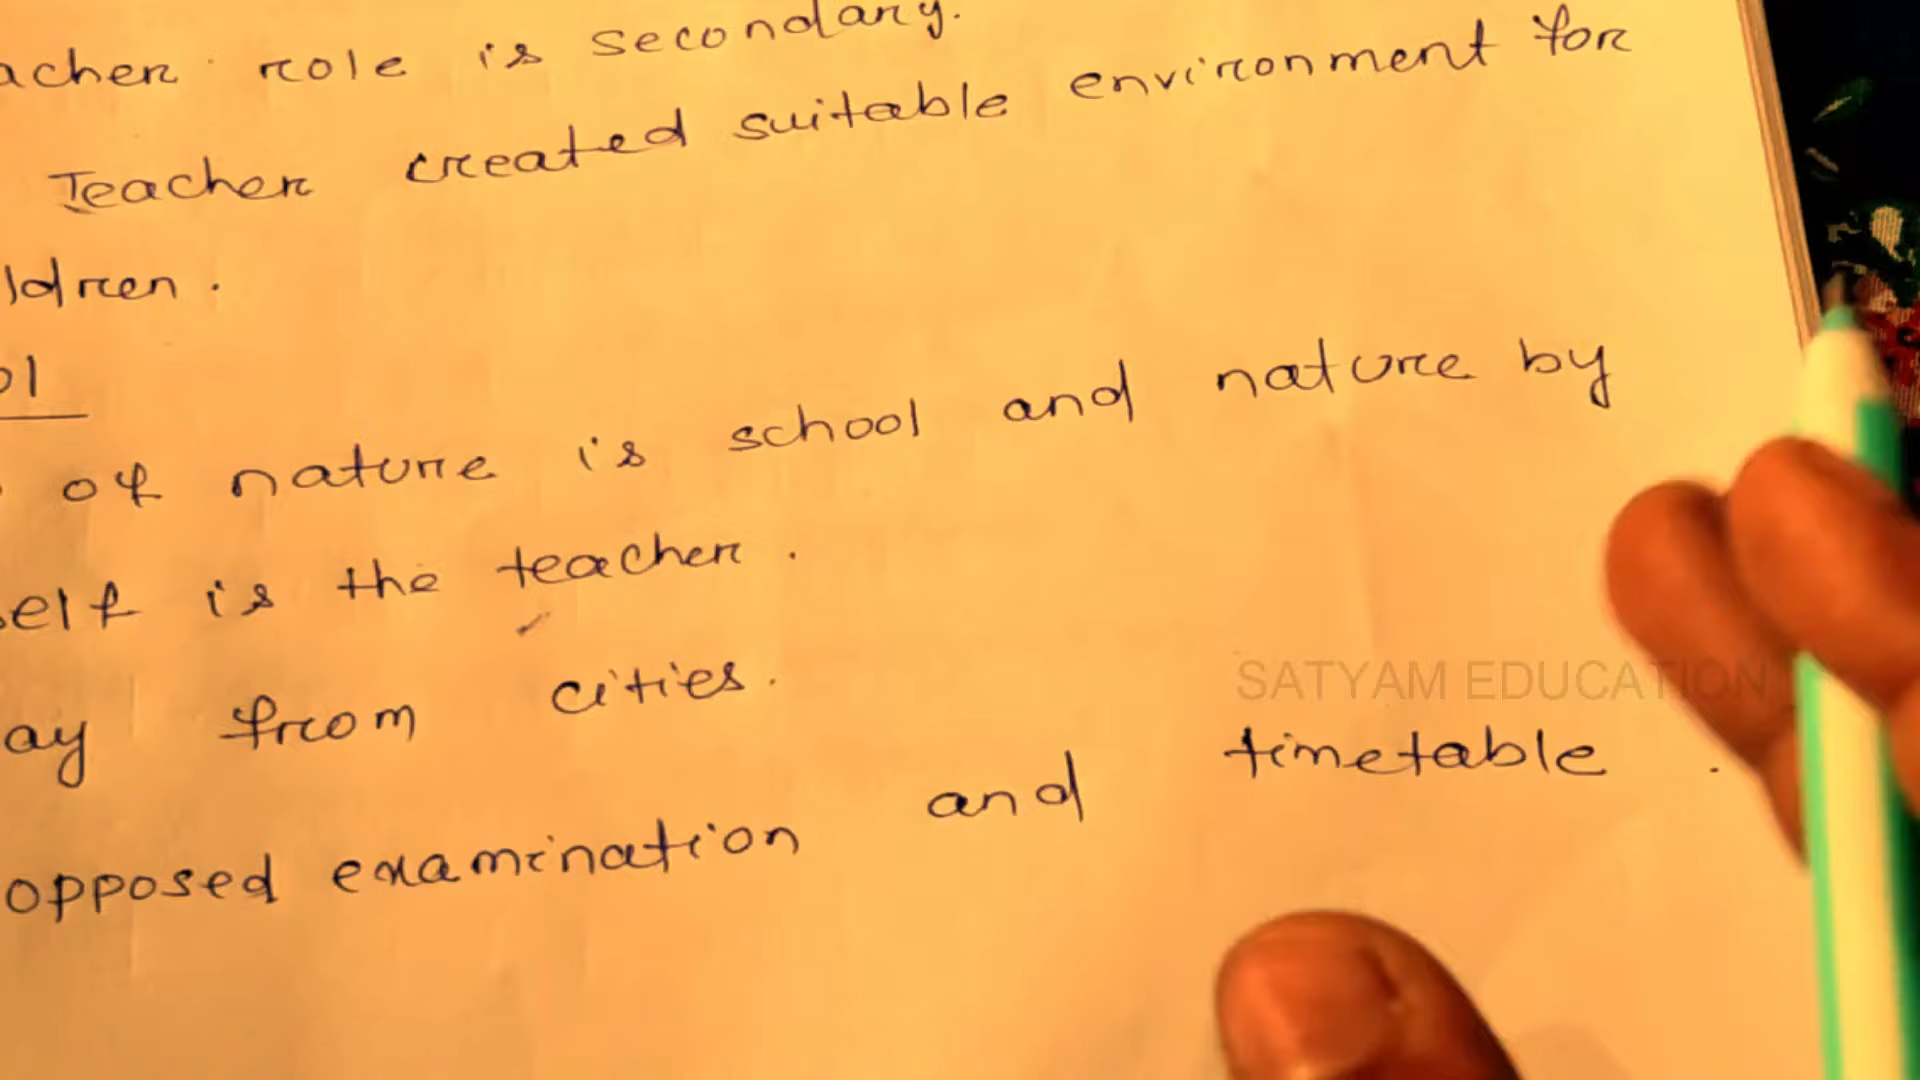 acher role is secondary.
Teacher created suitable environment for
ldren.
ol
of nature is school and nature by
self is the teacher.
ay from cities.
SATYAM EDUCATION
opposed examination and timetable.